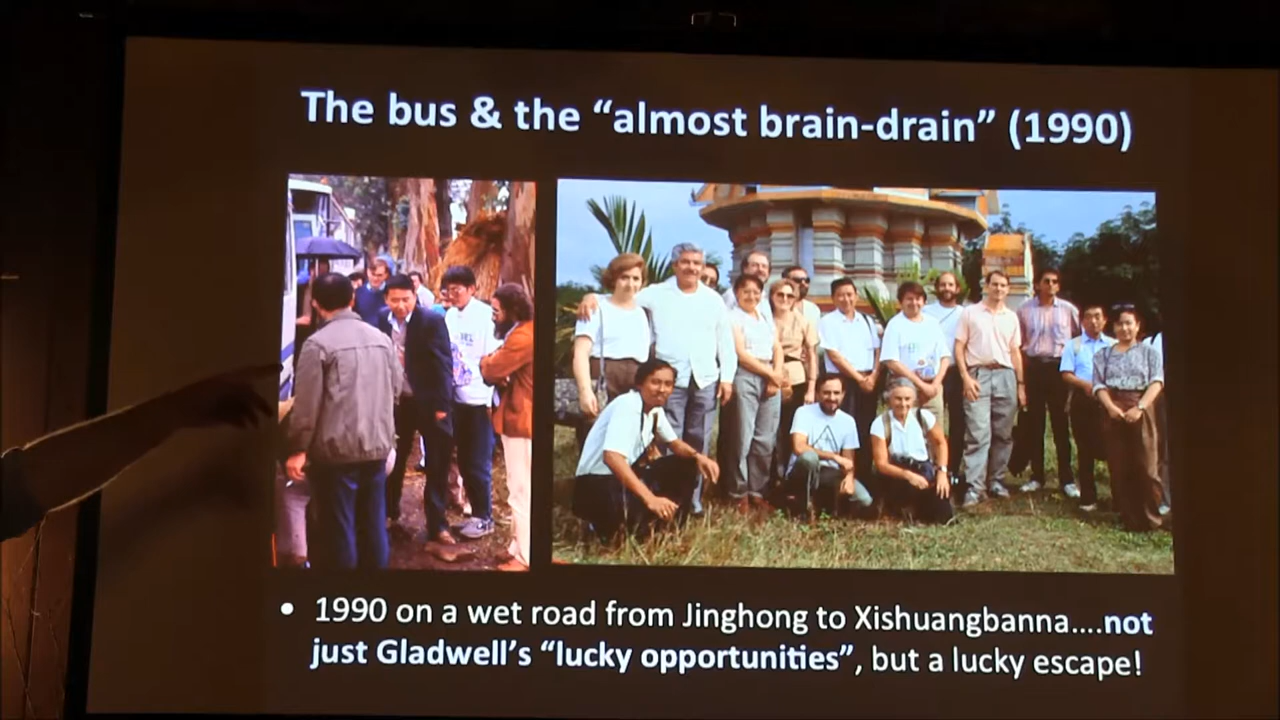 The bus & the “almost brain-drain” (1990)
• 1990 on a wet road from Jinghong to Xishuangbanna....not
just Gladwell’s “lucky opportunities”, but a lucky escape!